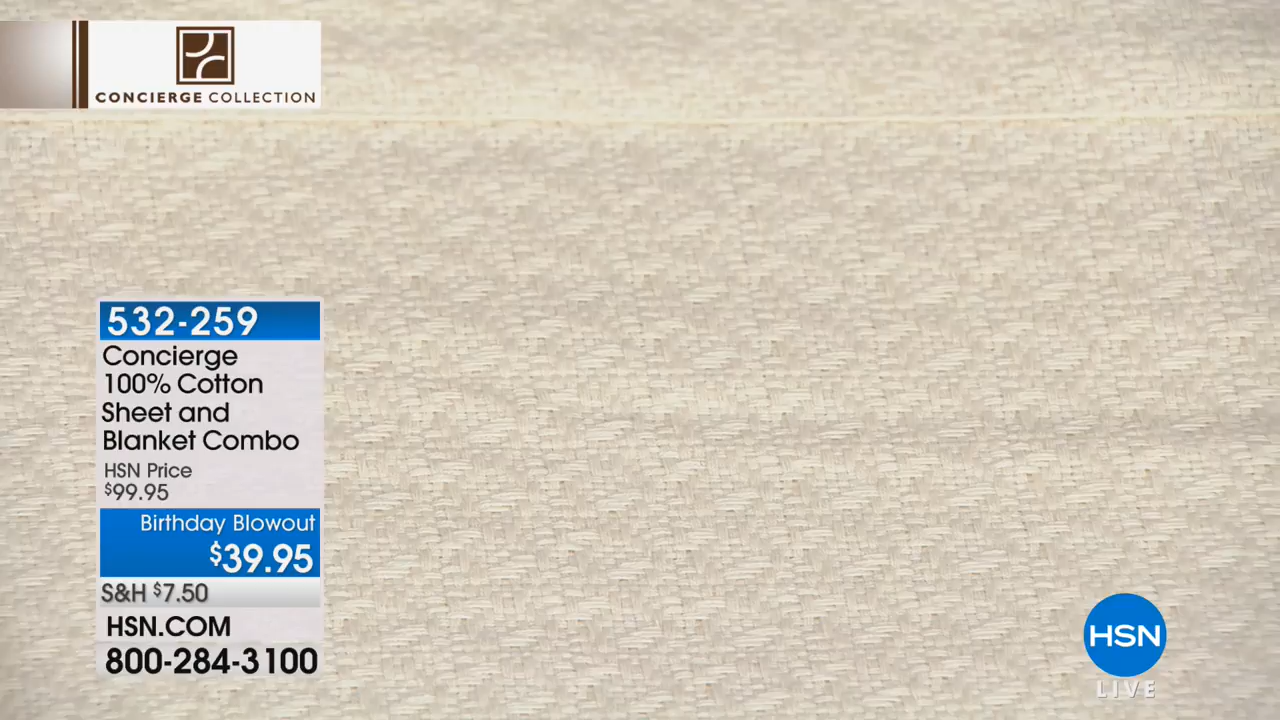 CONCIERGE COLLECTION
532-259
Concierge
100% Cotton
Sheet and
Blanket Combo
HSN Price
$99.95
Birthday Blowout
$39.95
S&H $7.50
HSN.COM
800-284-3100
HSN
LIVE